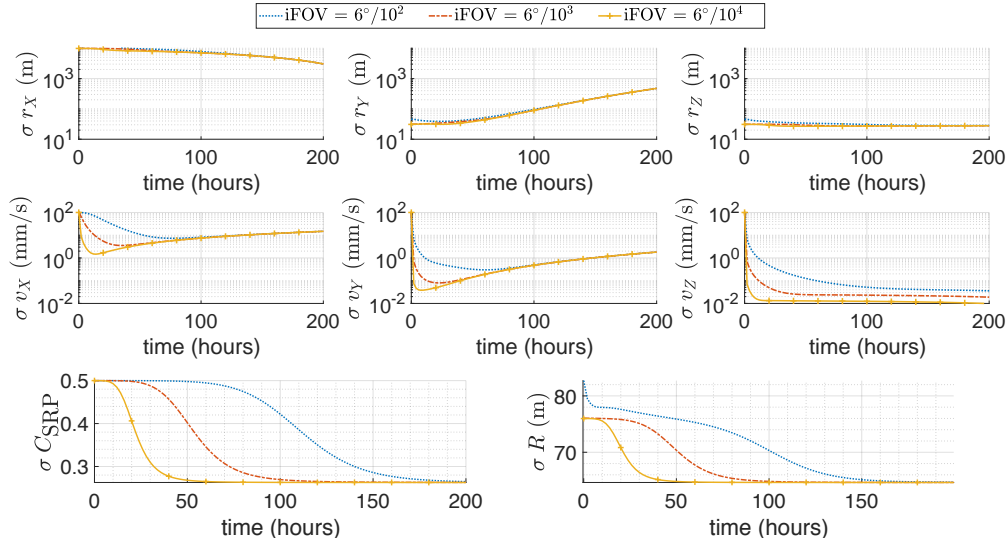 iFOV = 6°/10² iFOV = 6°/10³ iFOV = 6°/10⁴
σ r_X (m) 10³ 10¹ 0 100 200 time (hours)
σ r_Y (m) 10³ 10¹ 0 100 200 time (hours)
σ r_Z (m) 10³ 10¹ 0 100 200 time (hours)
σ v_X (mm/s) 10² 10⁰ 10⁻² 0 100 200 time (hours)
σ v_Y (mm/s) 10² 10⁰ 10⁻² 0 100 200 time (hours)
σ v_Z (mm/s) 10² 10⁰ 10⁻² 0 100 200 time (hours)
σ C_SRP 0.5 0.4 0.3 0 50 100 150 200 time (hours)
σ R (m) 80 70 0 50 100 150 time (hours)